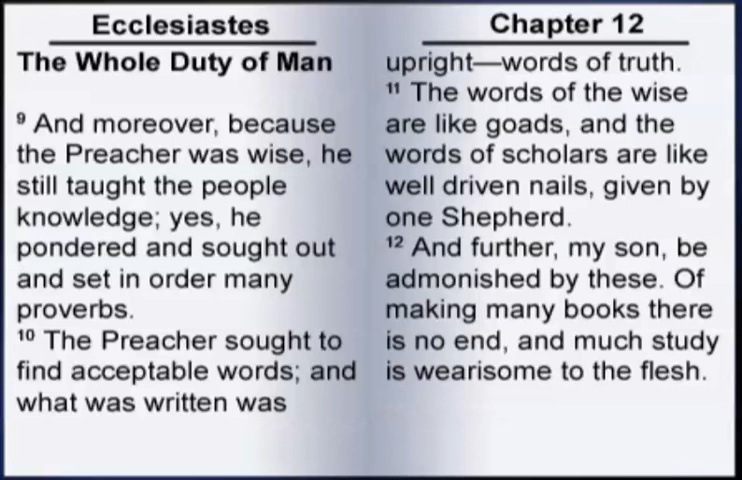 Ecclesiastes
The Whole Duty of Man
⁹ And moreover, because
the Preacher was wise, he
still taught the people
knowledge; yes, he
pondered and sought out
and set in order many
proverbs.
¹⁰ The Preacher sought to
find acceptable words; and
what was written was
Chapter 12
upright—words of truth.
¹¹ The words of the wise
are like goads, and the
words of scholars are like
well driven nails, given by
one Shepherd.
¹² And further, my son, be
admonished by these. Of
making many books there
is no end, and much study
is wearisome to the flesh.